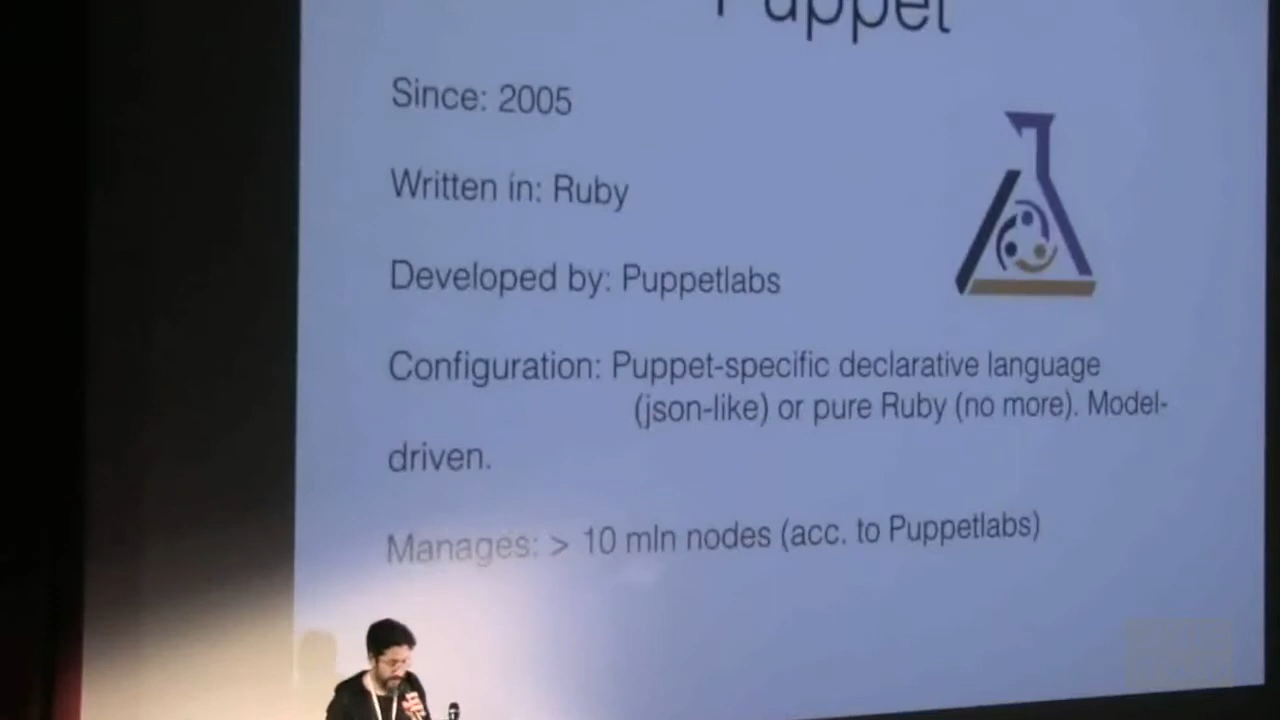 Puppet
Since: 2005
Written in: Ruby
Developed by: Puppetlabs
Configuration: Puppet-specific declarative language
(json-like) or pure Ruby (no more). Model-
driven.
Manages: > 10 mln nodes (acc. to Puppetlabs)